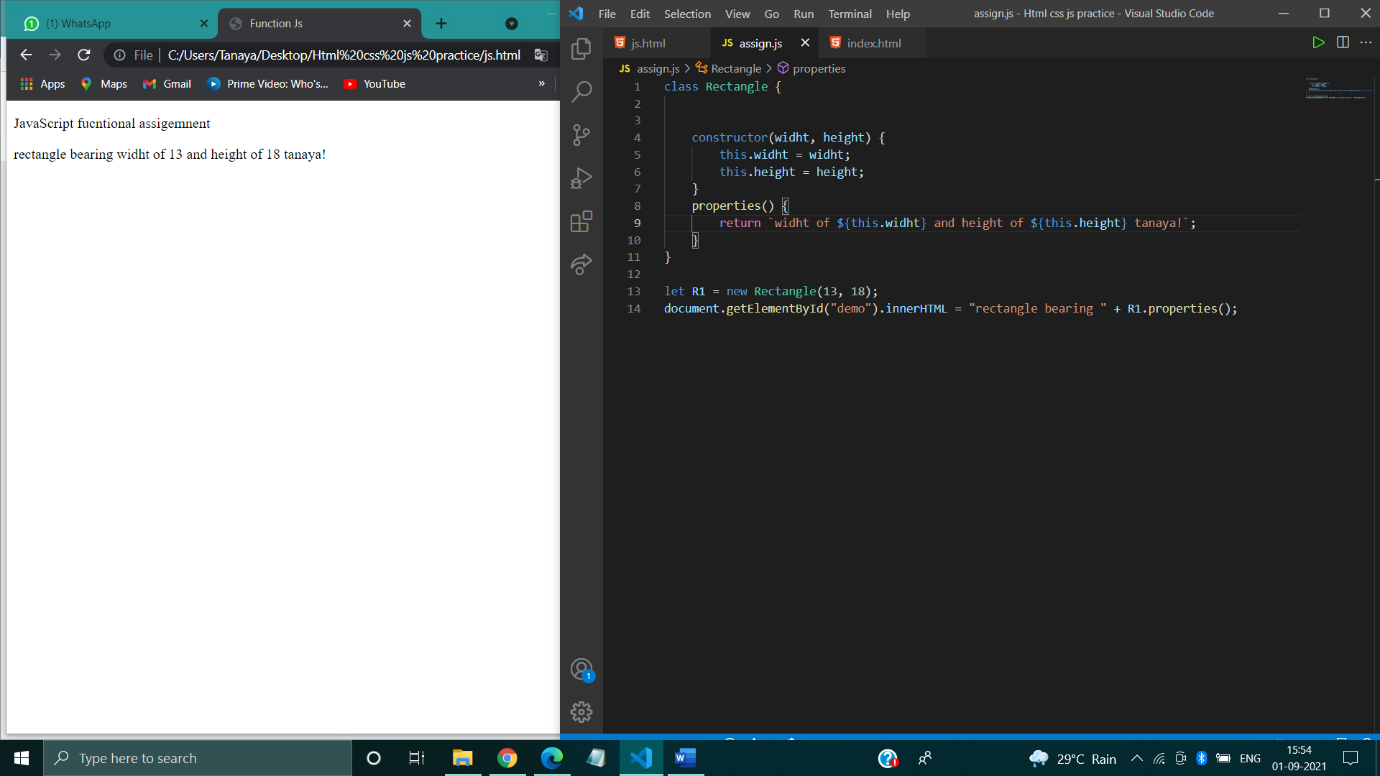 (1) WhatsApp
Function Js
File
C:/Users/Tanaya/Desktop/Html%20css%20js%20practice/js.html
Apps
Maps
Gmail
Prime Video: Who's...
YouTube
»
JavaScript fucntional assigemnent
rectangle bearing widht of 13 and height of 18 tanaya!
File Edit Selection View Go Run Terminal Help
assign.js - Html css js practice - Visual Studio Code
js.html
JS assign.js
index.html
JS assign.js > Rectangle > properties
1 class Rectangle {
2
3
4 constructor(widht, height) {
5 this.widht = widht;
6 this.height = height;
7 }
8 properties() {
9 return `widht of ${this.widht} and height of ${this.height} tanaya!`;
10 }
11 }
12
13 let R1 = new Rectangle(13, 18);
14 document.getElementById("demo").innerHTML = "rectangle bearing " + R1.properties();
1
Type here to search
29°C Rain
ENG
15:54
01-09-2021